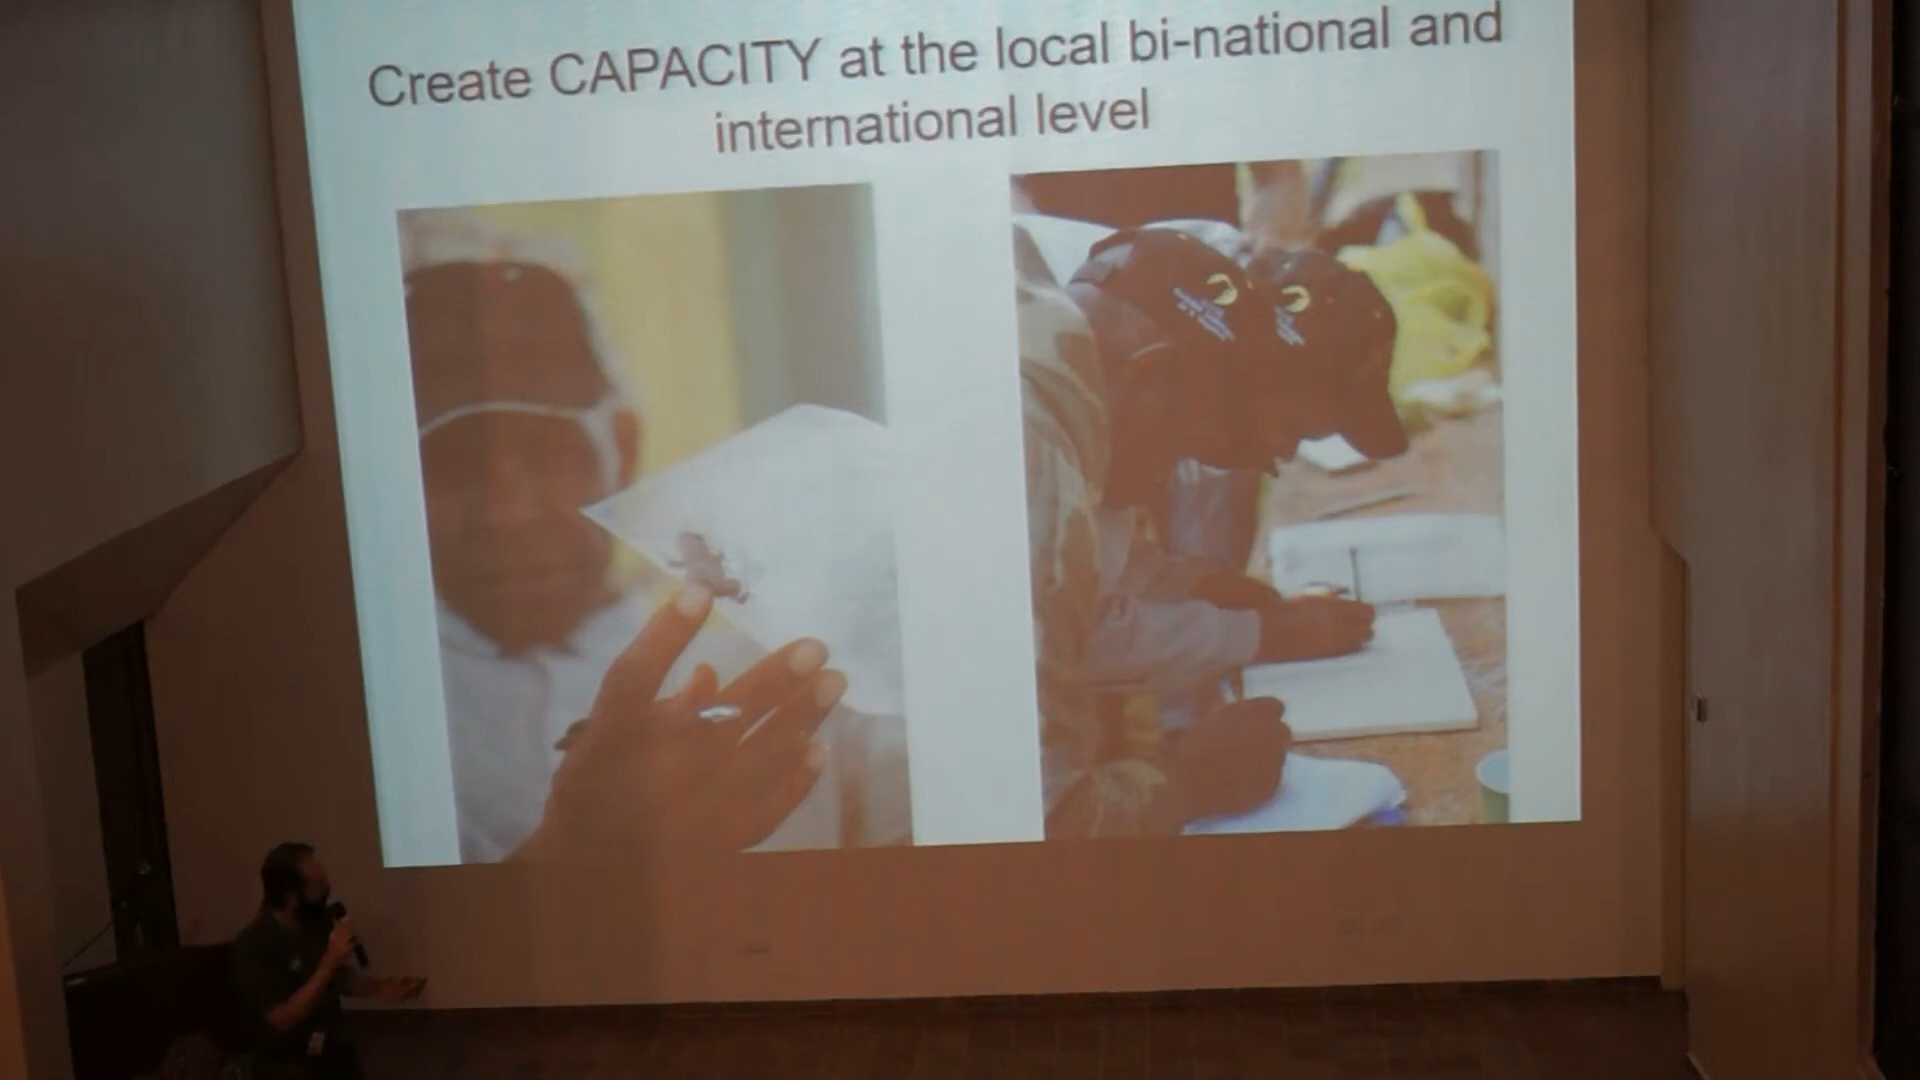 Create CAPACITY at the local bi-national and
international level